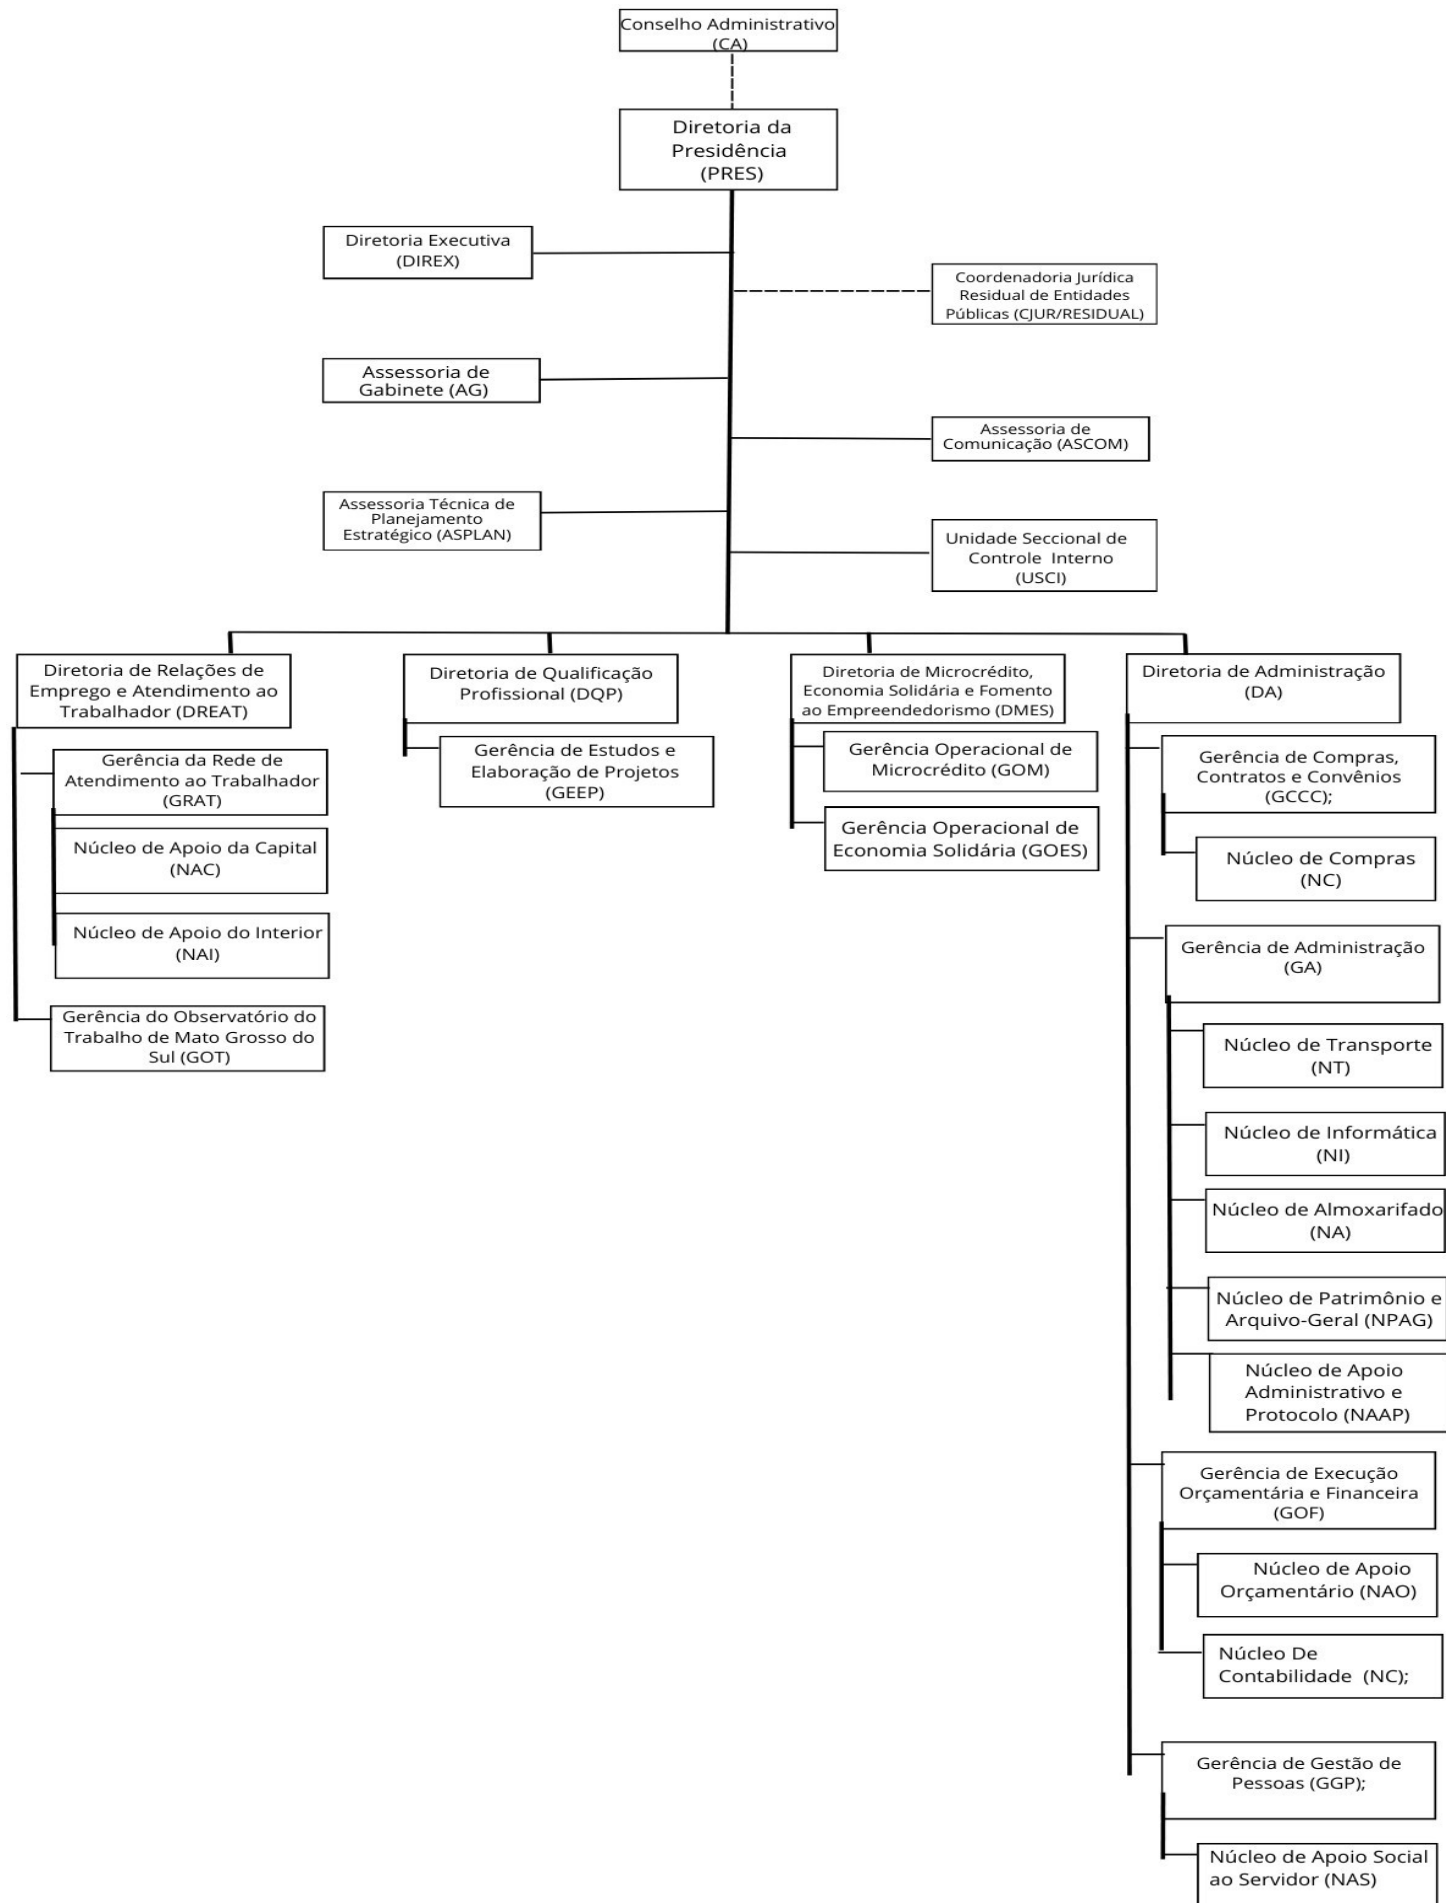 Conselho Administrativo
(CA)
Diretoria da
Presidência
(PRES)
Diretoria Executiva
(DIREX)
Coordenadoria Jurídica
Residual de Entidades
Públicas (CJUR/RESIDUAL)
Assessoria de
Gabinete (AG)
Assessoria de
Comunicação (ASCOM)
Assessoria Técnica de
Planejamento
Estratégico (ASPLAN)
Unidade Seccional de
Controle Interno
(USCI)
Diretoria de Relações de
Emprego e Atendimento ao
Trabalhador (DREAT)
Gerência da Rede de
Atendimento ao Trabalhador
(GRAT)
Núcleo de Apoio da Capital
(NAC)
Núcleo de Apoio do Interior
(NAI)
Gerência do Observatório do
Trabalho de Mato Grosso do
Sul (GOT)
Diretoria de Qualificação
Profissional (DQP)
Gerência de Estudos e
Elaboração de Projetos
(GEEP)
Diretoria de Microcrédito,
Economia Solidária e Fomento
ao Empreendedorismo (DMES)
Gerência Operacional de
Microcrédito (GOM)
Gerência Operacional de
Economia Solidária (GOES)
Diretoria de Administração
(DA)
Gerência de Compras,
Contratos e Convênios
(GCCC);
Núcleo de Compras
(NC)
Gerência de Administração
(GA)
Núcleo de Transporte
(NT)
Núcleo de Informática
(NI)
Núcleo de Almoxarifado
(NA)
Núcleo de Patrimônio e
Arquivo-Geral (NPAG)
Núcleo de Apoio
Administrativo e
Protocolo (NAAP)
Gerência de Execução
Orçamentária e Financeira
(GOF)
Núcleo de Apoio
Orçamentário (NAO)
Núcleo De
Contabilidade (NC);
Gerência de Gestão de
Pessoas (GGP);
Núcleo de Apoio Social
ao Servidor (NAS)